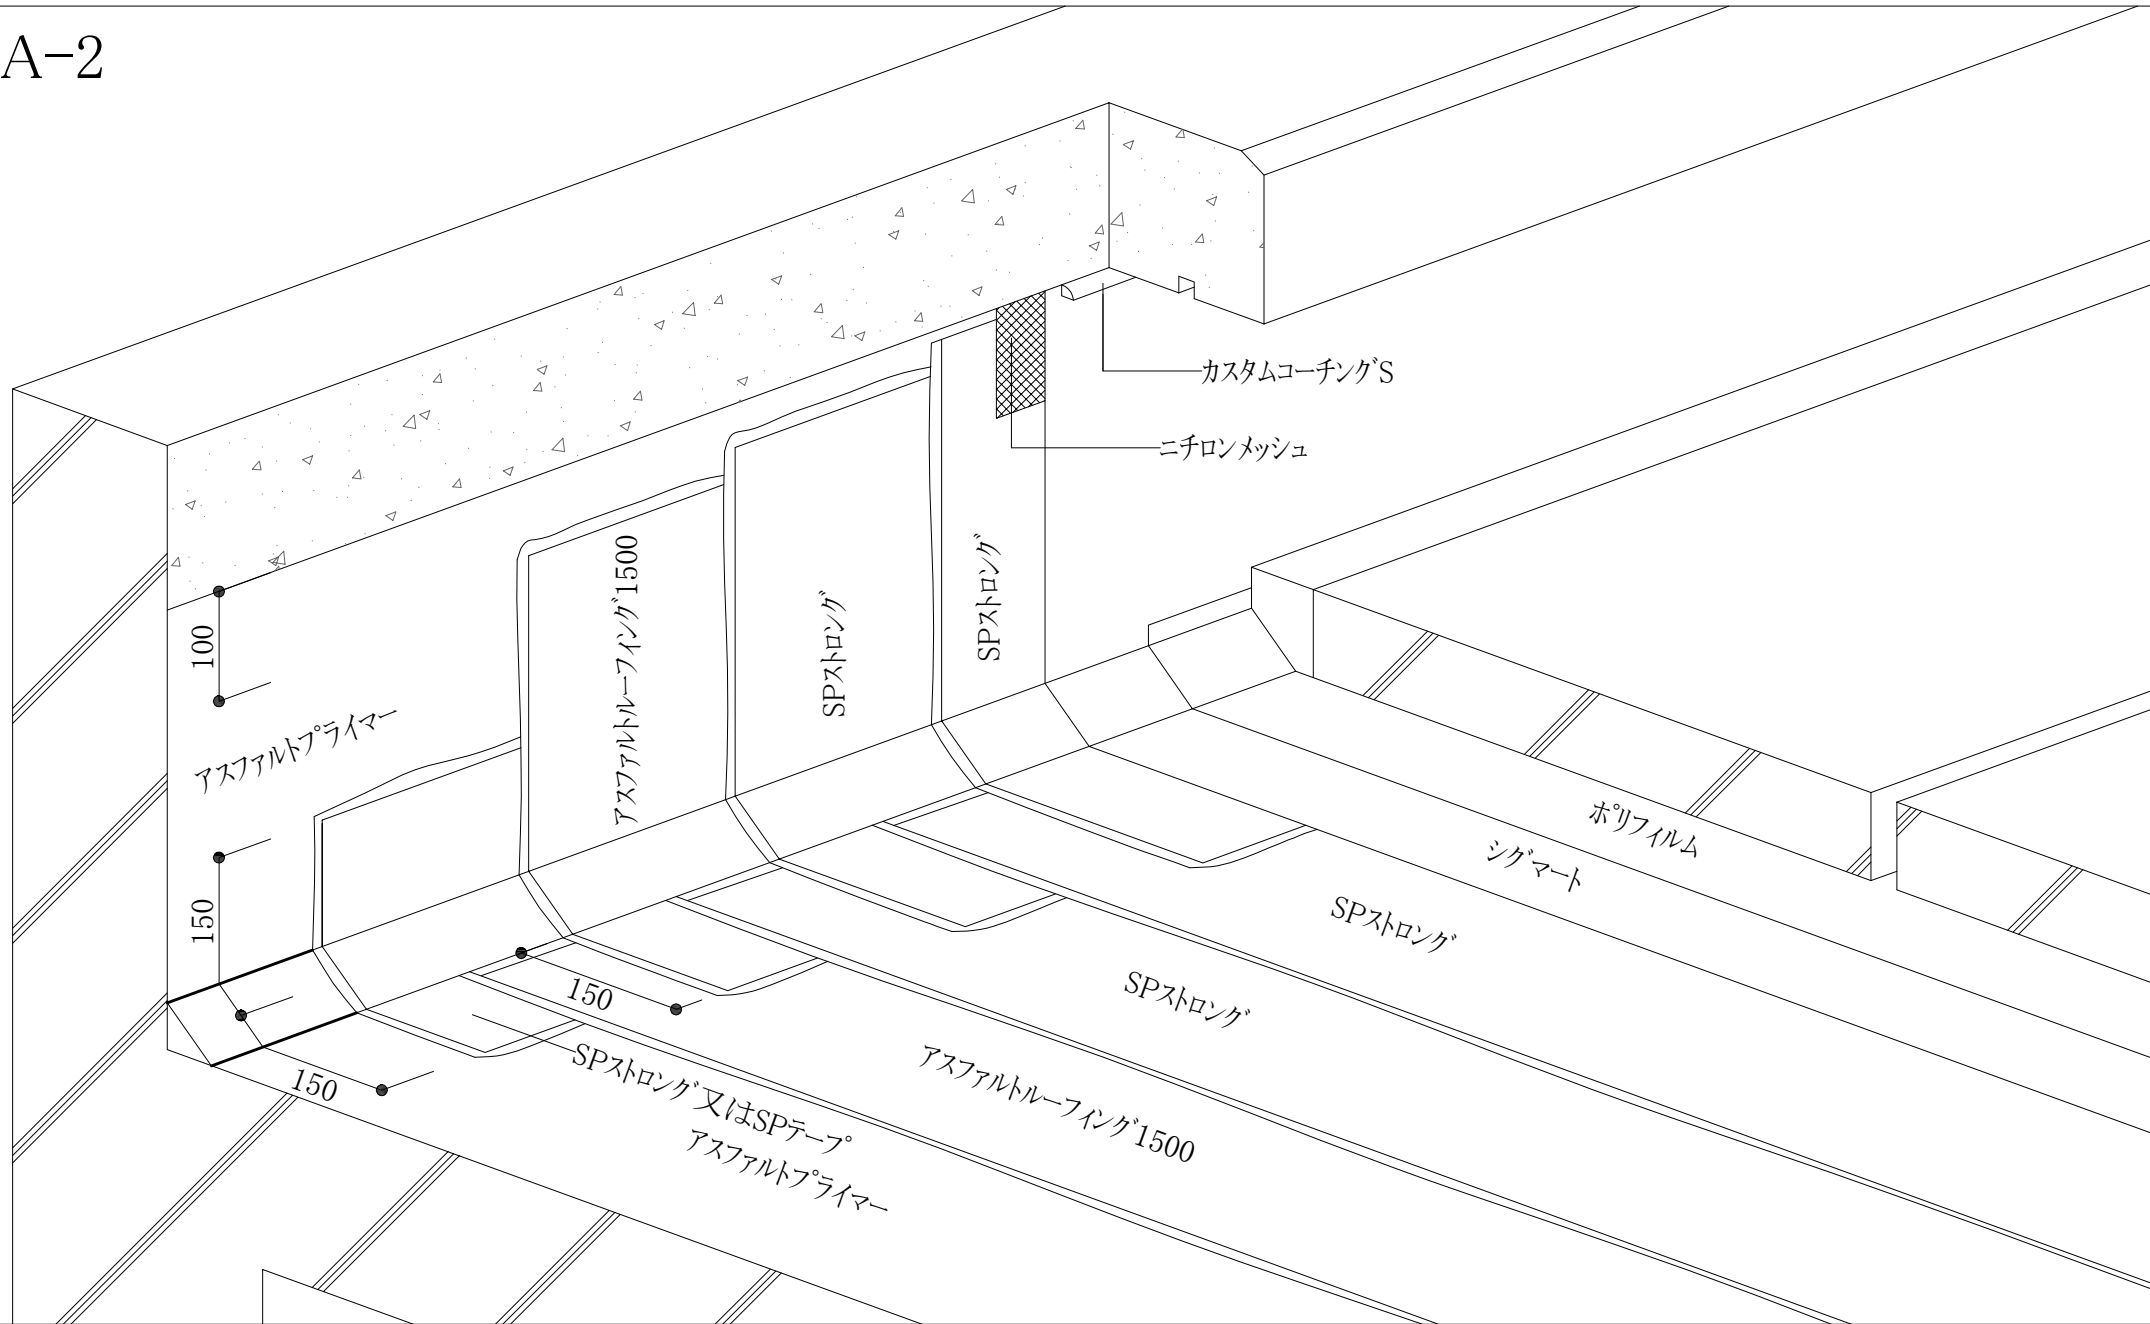 A-2
カスタムコーチングS
ニチロンメッシュ
SPストロング
アスファルトルーフィング1500
SPストロング
100
アスファルトプライマー
150
ポリフィルム
シグマート
SPストロング
SPストロング
150
アスファルトルーフィング1500
SPストロング又はSPテープ
150
アスファルトプライマー